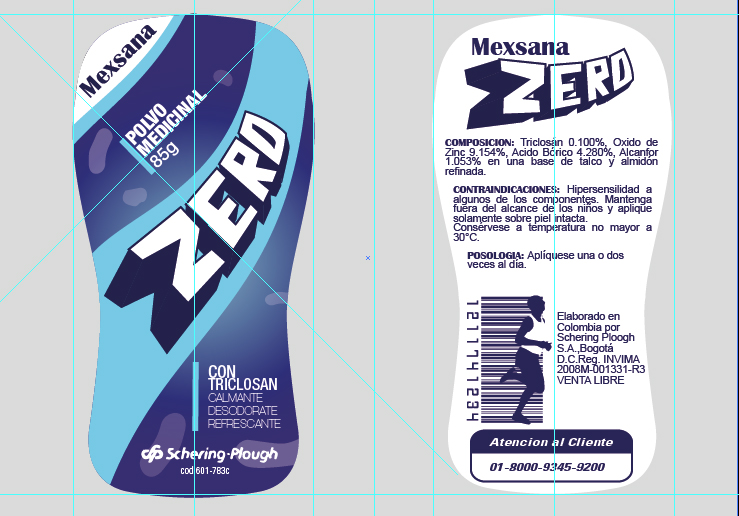 Mexsana
POLVO
MEDICINAL
85g
ZERO
CON
TRICLOSAN
CALMANTE
DESODORATE
REFRESCANTE
Schering-Plough
cod 601-783c
Mexsana
ZERO
COMPOSICION: Triclosán 0.100%, Oxido de
Zinc 9.154%, Acido Bórico 4.280%, Alcanfor
1.053% en una base de talco y almidón
refinada.
CONTRAINDICACIONES: Hipersensilidad a
algunos de los componentes. Mantenga
fuera del alcance de los niños y aplique
solamente sobre piel intacta.
Consérvese a temperatura no mayor a
30°C.
POSOLOGIA: Aplíquese una o dos
veces al día.
Elaborado en
Colombia por
Schering Ploogh
S.A.,Bogotá
D.C.Reg. INVIMA
2008M-001331-R3
VENTA LIBRE
Atencion al Cliente
01-8000-9345-9200